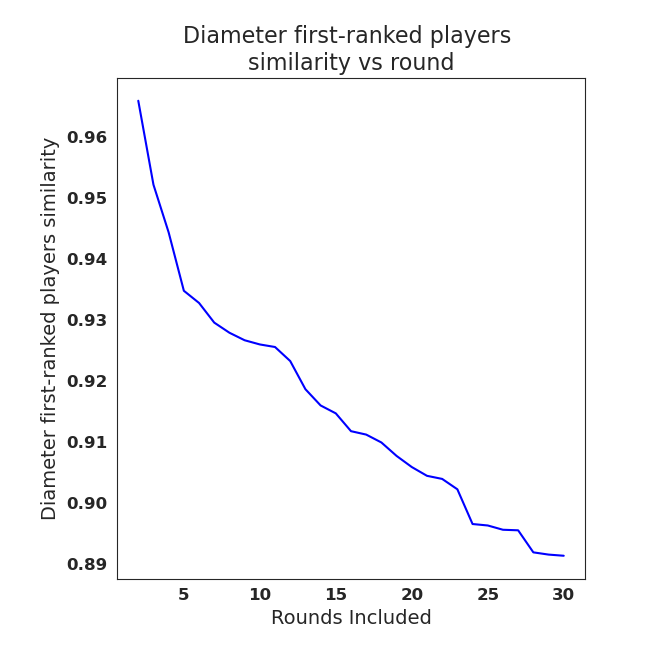 Diameter first-ranked players
similarity vs round
Diameter first-ranked players similarity
0.96
0.95
0.94
0.93
0.92
0.91
0.90
0.89
5 10 15 20 25 30
Rounds Included